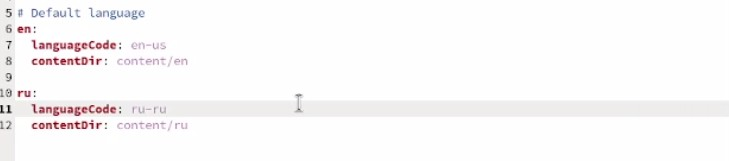 5 # Default language
6 en:
7   languageCode: en-us
8   contentDir: content/en
9
10 ru:
11   languageCode: ru-ru
12   contentDir: content/ru